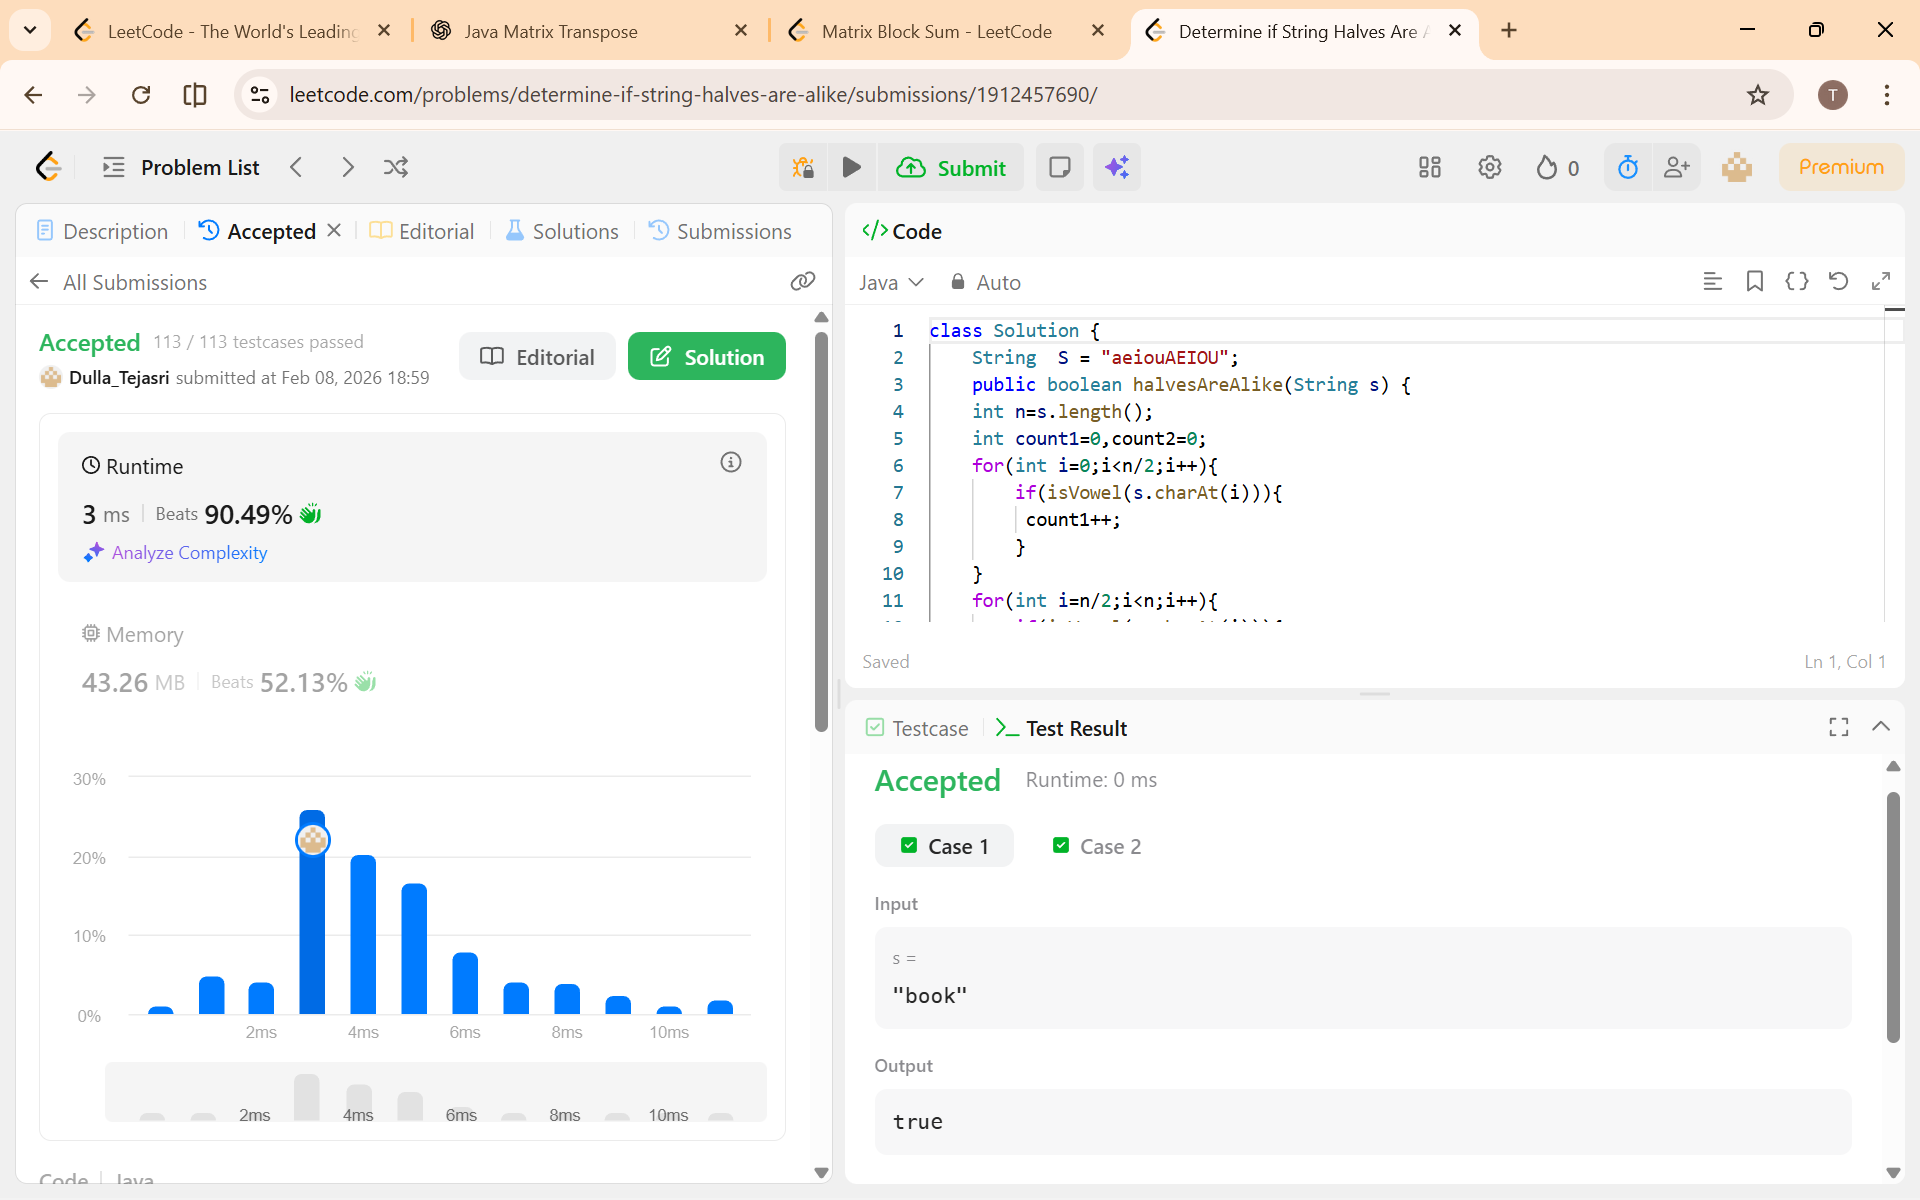 LeetCode - The World's Leading
Java Matrix Transpose
Matrix Block Sum - LeetCode
Determine if String Halves Are A
leetcode.com/problems/determine-if-string-halves-are-alike/submissions/1912457690/
T
Problem List
Submit
0
Premium
Description
Accepted
Editorial
Solutions
Submissions
All Submissions
Accepted 113 / 113 testcases passed
Dulla_Tejasri submitted at Feb 08, 2026 18:59
Editorial
Solution
Runtime
3 ms Beats 90.49%
Analyze Complexity
Memory
43.26 MB Beats 52.13%
30%
20%
10%
0%
2ms 4ms 6ms 8ms 10ms
2ms 4ms 6ms 8ms 10ms
Code Java
</> Code
Java Auto
1 class Solution {
2 String  S = "aeiouAEIOU";
3 public boolean halvesAreAlike(String s) {
4 int n=s.length();
5 int count1=0,count2=0;
6 for(int i=0;i<n/2;i++){
7 if(isVowel(s.charAt(i))){
8 count1++;
9 }
10 }
11 for(int i=n/2;i<n;i++){
Saved
Ln 1, Col 1
Testcase
Test Result
Accepted Runtime: 0 ms
Case 1
Case 2
Input
s =
"book"
Output
true